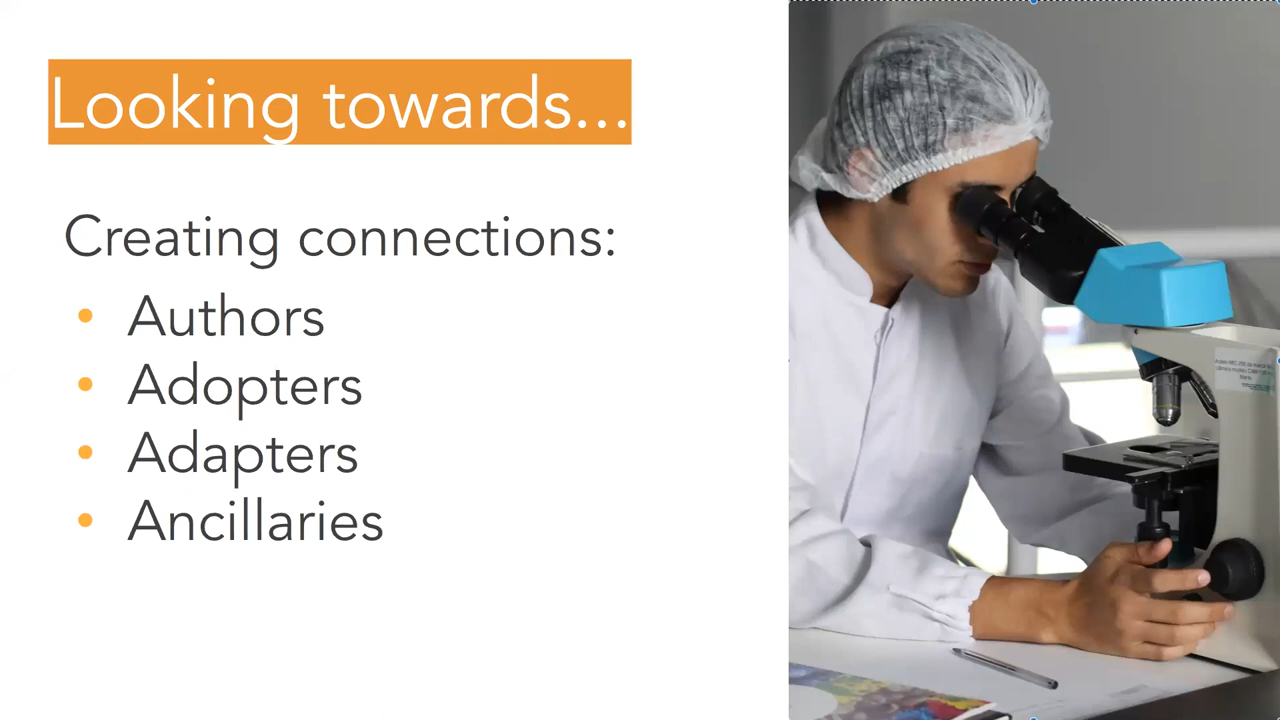 Looking towards...
Creating connections:
• Authors
• Adopters
• Adapters
• Ancillaries